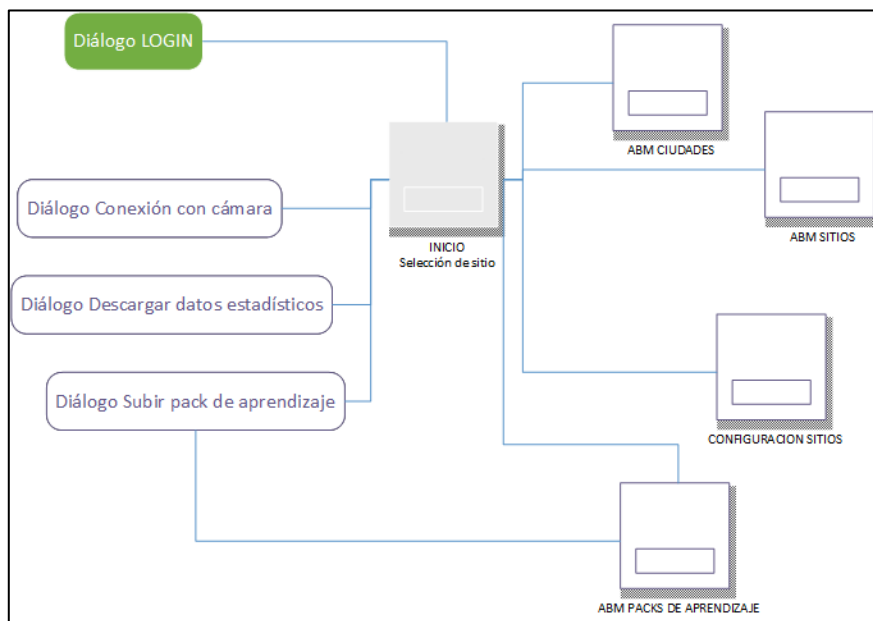 Diálogo LOGIN
ABM CIUDADES
ABM SITIOS
Diálogo Conexión con cámara
INICIO
Selección de sitio
Diálogo Descargar datos estadísticos
Diálogo Subir pack de aprendizaje
CONFIGURACION SITIOS
ABM PACKS DE APRENDIZAJE